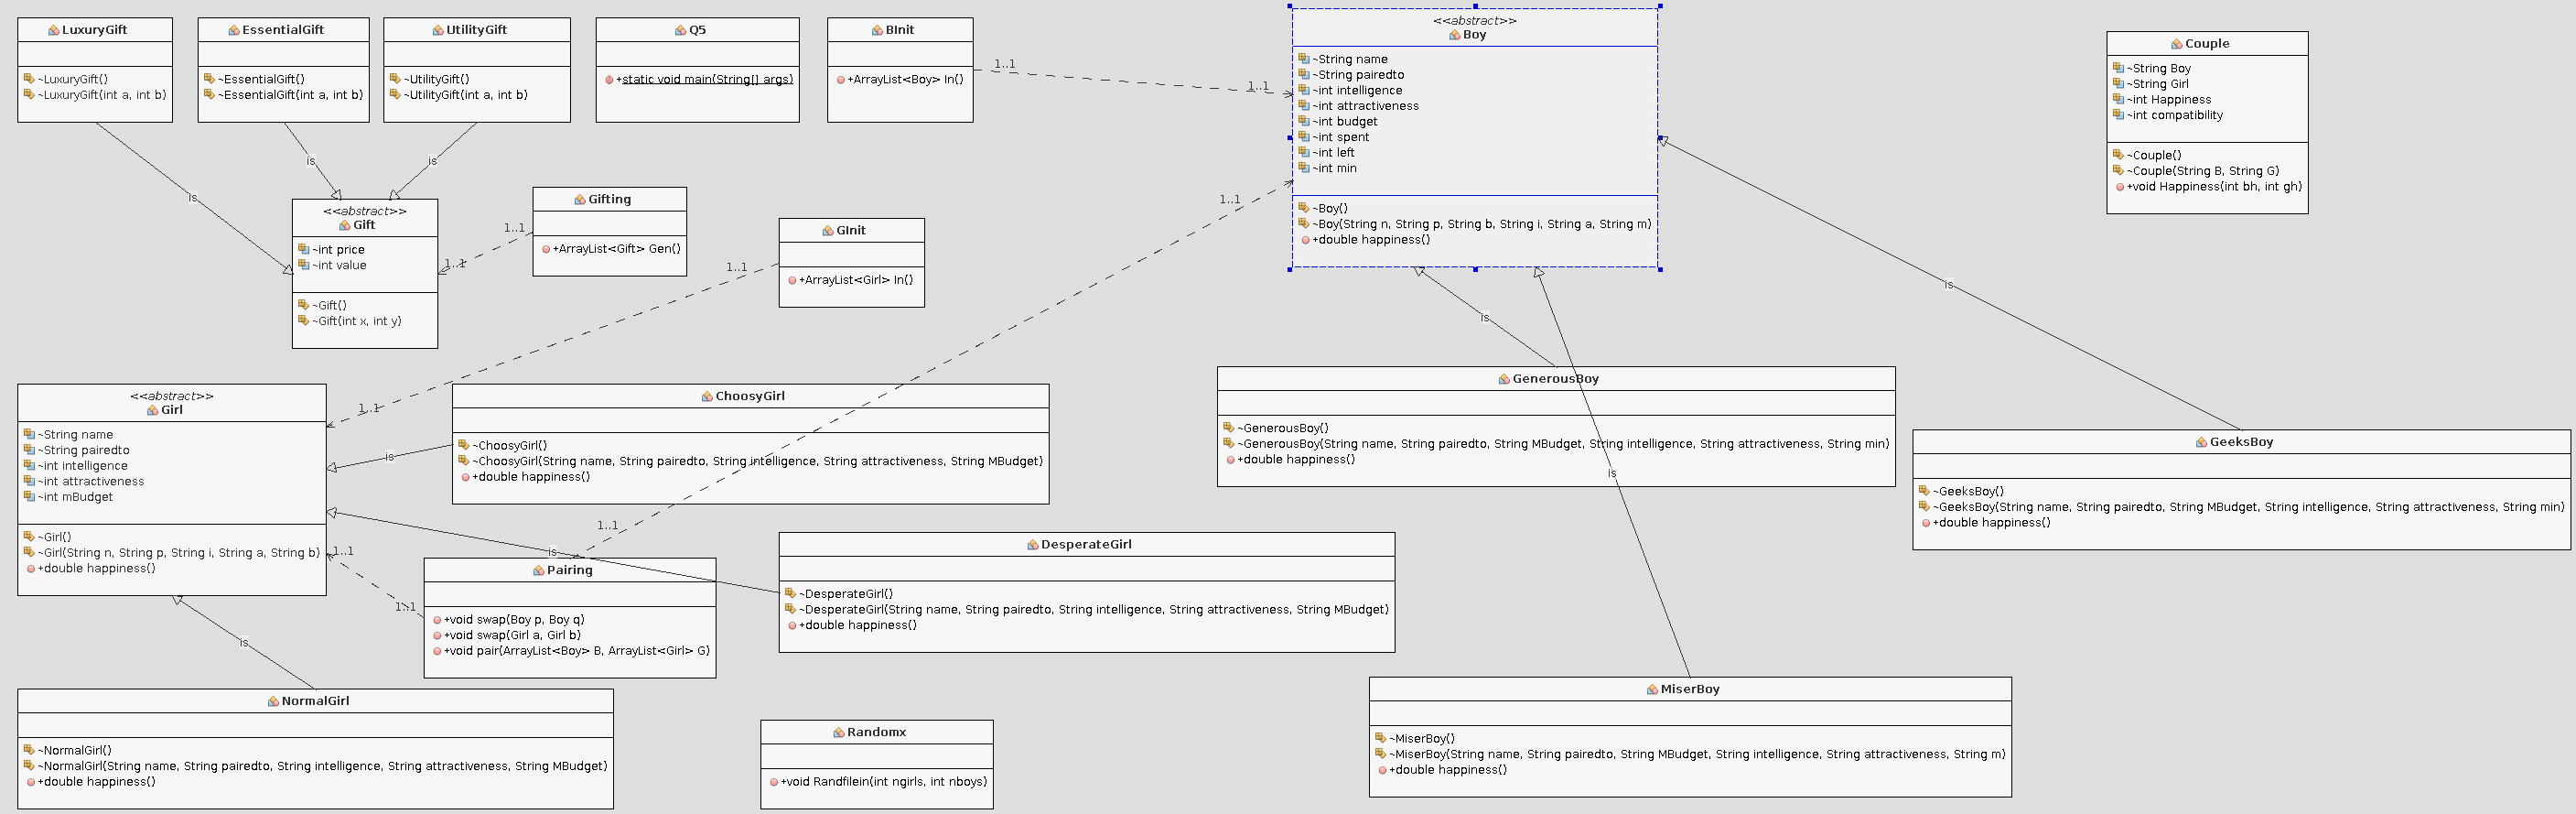 LuxuryGift
~LuxuryGift()
~LuxuryGift(int a, int b)
EssentialGift
~EssentialGift()
~EssentialGift(int a, int b)
UtilityGift
~UtilityGift()
~UtilityGift(int a, int b)
Q5
+static void main(String[] args)
BInit
+ArrayList<Boy> In()
1..1
1..1
<<abstract>>
Boy
~String name
~String pairedto
~int intelligence
~int attractiveness
~int budget
~int spent
~int left
~int min
~Boy()
~Boy(String n, String p, String b, String i, String a, String m)
+double happiness()
Couple
~String Boy
~String Girl
~int Happiness
~int compatibility
~Couple()
~Couple(String B, String G)
+void Happiness(int bh, int gh)
is
is
is
<<abstract>>
Gift
~int price
~int value
~Gift()
~Gift(int x, int y)
Gifting
+ArrayList<Gift> Gen()
1..1
1..1
GInit
+ArrayList<Girl> In()
1..1
1..1
1..1
1..1
is
is
is
<<abstract>>
Girl
~String name
~String pairedto
~int intelligence
~int attractiveness
~int mBudget
~Girl()
~Girl(String n, String p, String i, String a, String b)
+double happiness()
ChoosyGirl
~ChoosyGirl()
~ChoosyGirl(String name, String pairedto, String intelligence, String attractiveness, String MBudget)
+double happiness()
is
GenerousBoy
~GenerousBoy()
~GenerousBoy(String name, String pairedto, String MBudget, String intelligence, String attractiveness, String min)
+double happiness()
GeeksBoy
~GeeksBoy()
~GeeksBoy(String name, String pairedto, String MBudget, String intelligence, String attractiveness, String min)
+double happiness()
is
1..1
1..1
Pairing
+void swap(Boy p, Boy q)
+void swap(Girl a, Girl b)
+void pair(ArrayList<Boy> B, ArrayList<Girl> G)
DesperateGirl
~DesperateGirl()
~DesperateGirl(String name, String pairedto, String intelligence, String attractiveness, String MBudget)
+double happiness()
is
NormalGirl
~NormalGirl()
~NormalGirl(String name, String pairedto, String intelligence, String attractiveness, String MBudget)
+double happiness()
Randomx
+void Randfilein(int ngirls, int nboys)
MiserBoy
~MiserBoy()
~MiserBoy(String name, String pairedto, String MBudget, String intelligence, String attractiveness, String m)
+double happiness()